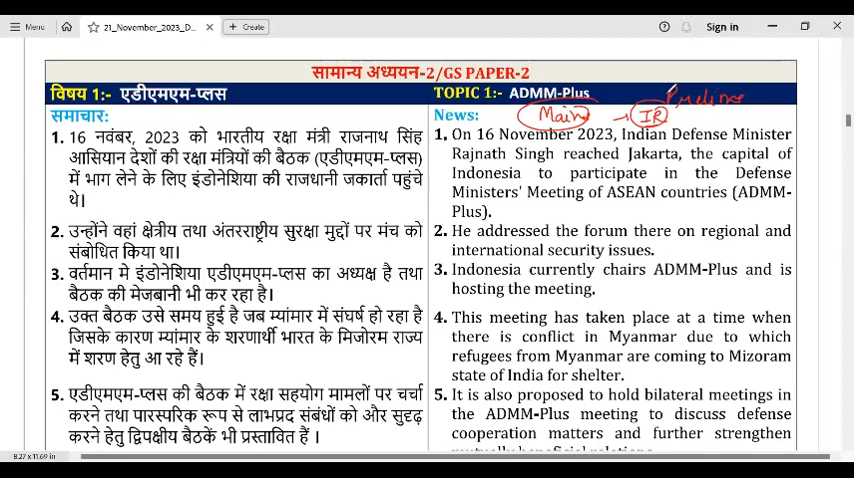 Menu
21_November_2023_D...
+ Create
Sign in
सामान्य अध्ययन-2/GS PAPER-2
विषय 1:- एडीएमएम-प्लस
TOPIC 1:- ADMM-Plus
Prelims
Main → IR
समाचार:
1. 16 नवंबर, 2023 को भारतीय रक्षा मंत्री राजनाथ सिंह
आसियान देशों की रक्षा मंत्रियों की बैठक (एडीएमएम-प्लस)
में भाग लेने के लिए इंडोनेशिया की राजधानी जकार्ता पहुंचे
थे।
2. उन्होंने वहां क्षेत्रीय तथा अंतरराष्ट्रीय सुरक्षा मुद्दों पर मंच को
संबोधित किया था।
3. वर्तमान मे इंडोनेशिया एडीएमएम-प्लस का अध्यक्ष है तथा
बैठक की मेजबानी भी कर रहा है।
4. उक्त बैठक उसे समय हुई है जब म्यांमार में संघर्ष हो रहा है
जिसके कारण म्यांमार के शरणार्थी भारत के मिजोरम राज्य
में शरण हेतु आ रहे हैं।
5. एडीएमएम-प्लस की बैठक में रक्षा सहयोग मामलों पर चर्चा
करने तथा पारस्परिक रूप से लाभप्रद संबंधों को और सुदृढ़
करने हेतु द्विपक्षीय बैठकें भी प्रस्तावित हैं ।
News:
1. On 16 November 2023, Indian Defense Minister
Rajnath Singh reached Jakarta, the capital of
Indonesia to participate in the Defense
Ministers' Meeting of ASEAN countries (ADMM-
Plus).
2. He addressed the forum there on regional and
international security issues.
3. Indonesia currently chairs ADMM-Plus and is
hosting the meeting.
4. This meeting has taken place at a time when
there is conflict in Myanmar due to which
refugees from Myanmar are coming to Mizoram
state of India for shelter.
5. It is also proposed to hold bilateral meetings in
the ADMM-Plus meeting to discuss defense
cooperation matters and further strengthen
mutually beneficial relations.
8.27 x 11.69 in